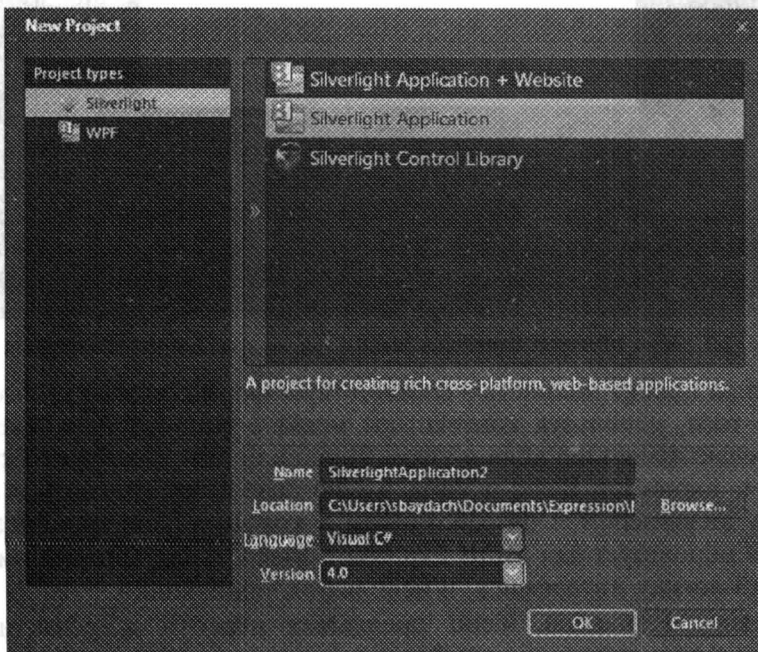 New Project
Project types
Silverlight
WPF
Silverlight Application + Website
Silverlight Application
Silverlight Control Library
A project for creating rich cross-platform, web-based applications.
Name SilverlightApplication2
Location C:\Users\sbaydach\Documents\Expression\ Browse...
Language Visual C#
Version 4.0
OK Cancel